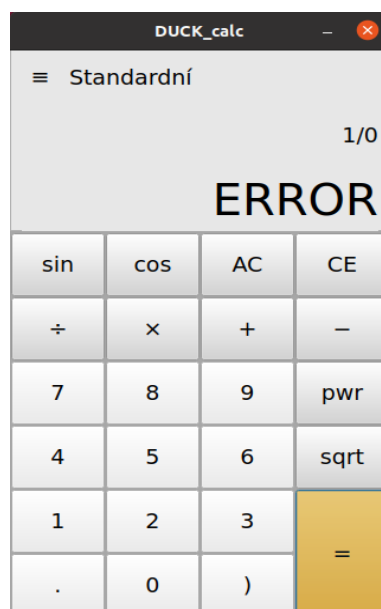 DUCK_calc
≡ Standardní
1/0
ERROR
sin cos AC CE
÷ × + −
7 8 9 pwr
4 5 6 sqrt
1 2 3 =
. 0 )